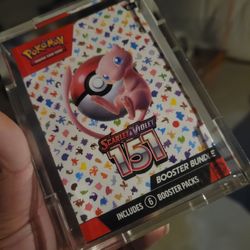 Pokémon
SCARLET & VIOLET
151
BOOSTER BUNDLE
INCLUDES 6 BOOSTER PACKS